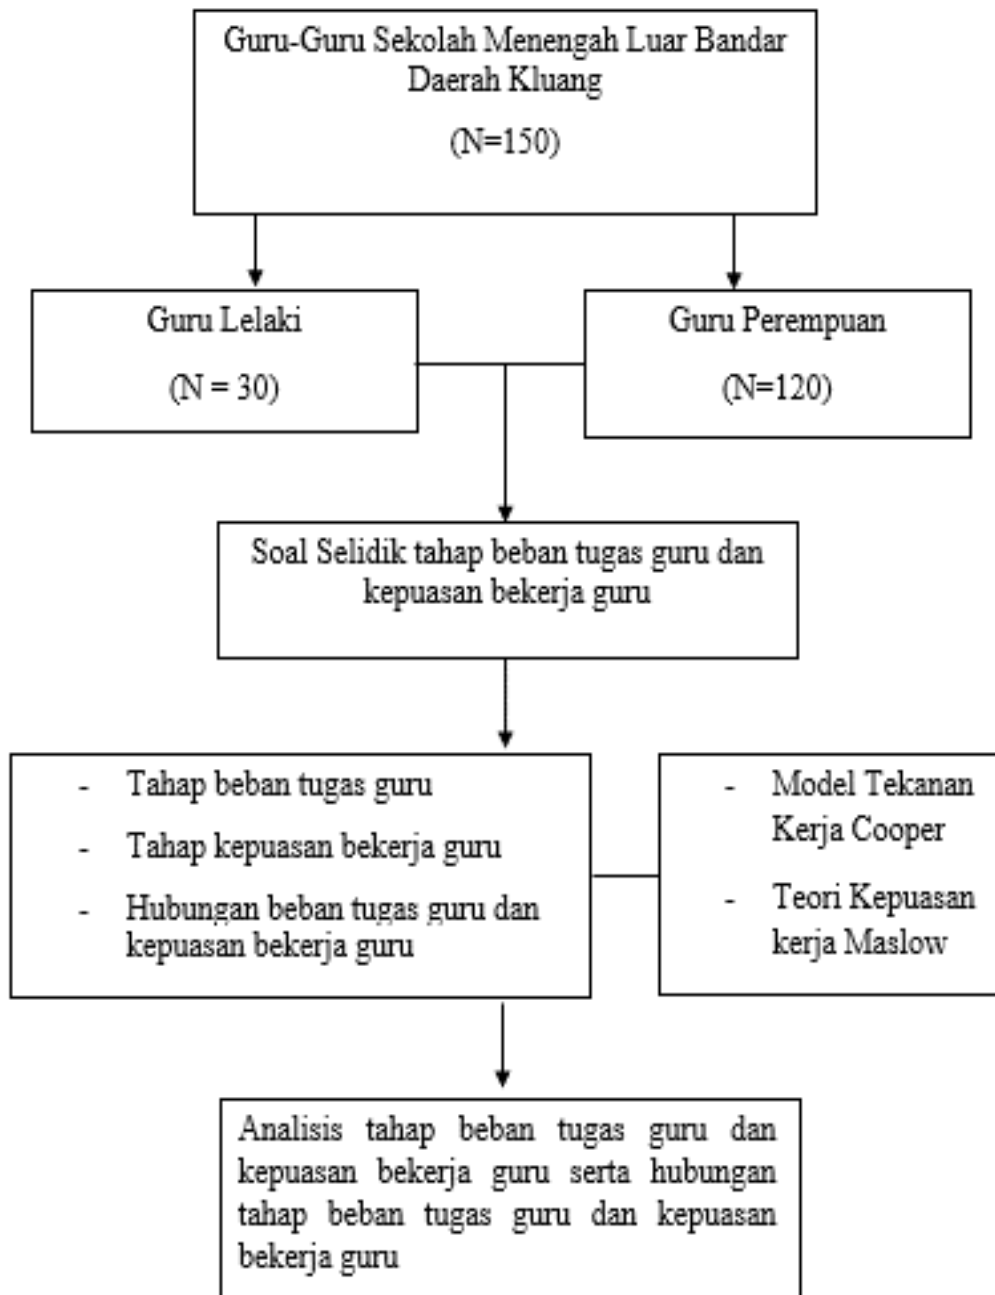 Guru-Guru Sekolah Menengah Luar Bandar
Daerah Kluang
(N=150)
Guru Lelaki
(N = 30)
Guru Perempuan
(N=120)
Soal Selidik tahap beban tugas guru dan
kepuasan bekerja guru
- Tahap beban tugas guru
- Tahap kepuasan bekerja guru
- Hubungan beban tugas guru dan
kepuasan bekerja guru
- Model Tekanan
Kerja Cooper
- Teori Kepuasan
kerja Maslow
Analisis tahap beban tugas guru dan
kepuasan bekerja guru serta hubungan
tahap beban tugas guru dan kepuasan
bekerja guru